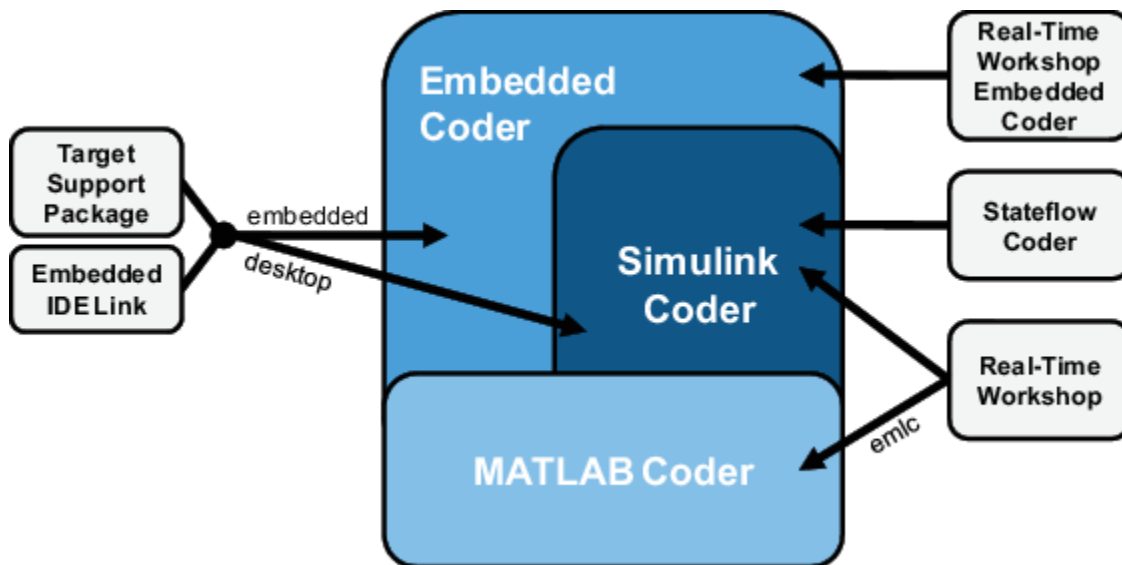 Target
Support
Package
Embedded
IDE Link
embedded
desktop
Embedded
Coder
Simulink
Coder
MATLAB Coder
Real-Time
Workshop
Embedded
Coder
Stateflow
Coder
Real-Time
Workshop
emlc